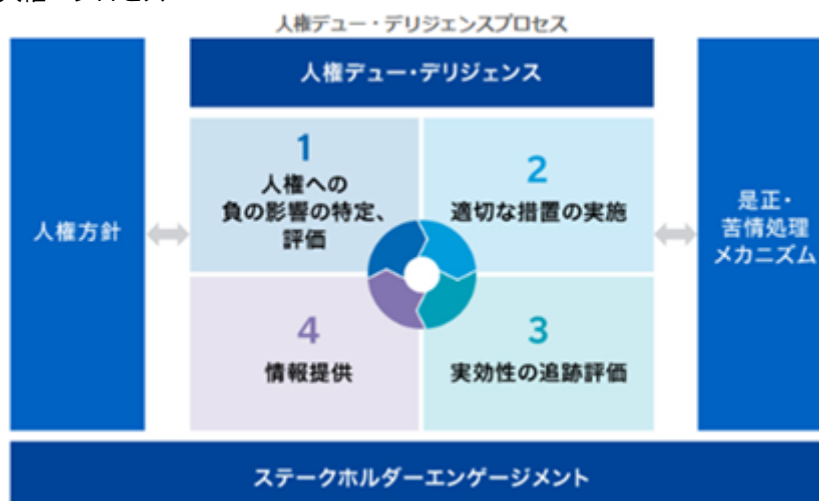 人権デュー・デリジェンスプロセス
人権デュー・デリジェンス
人権方針
1
人権への
負の影響の特定、
評価
2
適切な措置の実施
4
情報提供
3
実効性の追跡評価
是正・
苦情処理
メカニズム
ステークホルダーエンゲージメント